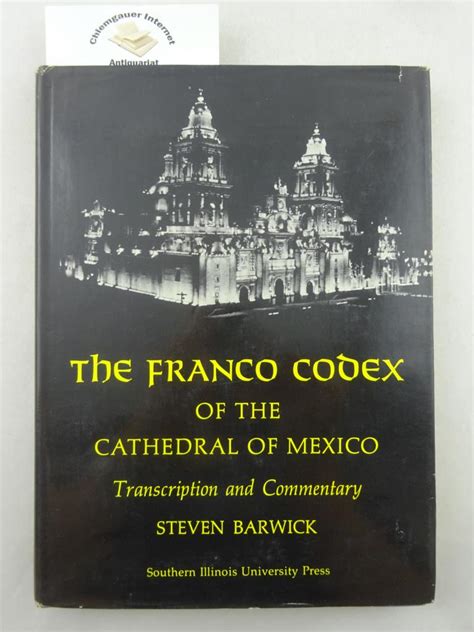 Chiemgauer Internet
Antiquariat
THE FRANCO CODEX
OF THE
CATHEDRAL OF MEXICO
Transcription and Commentary
STEVEN BARWICK
Southern Illinois University Press